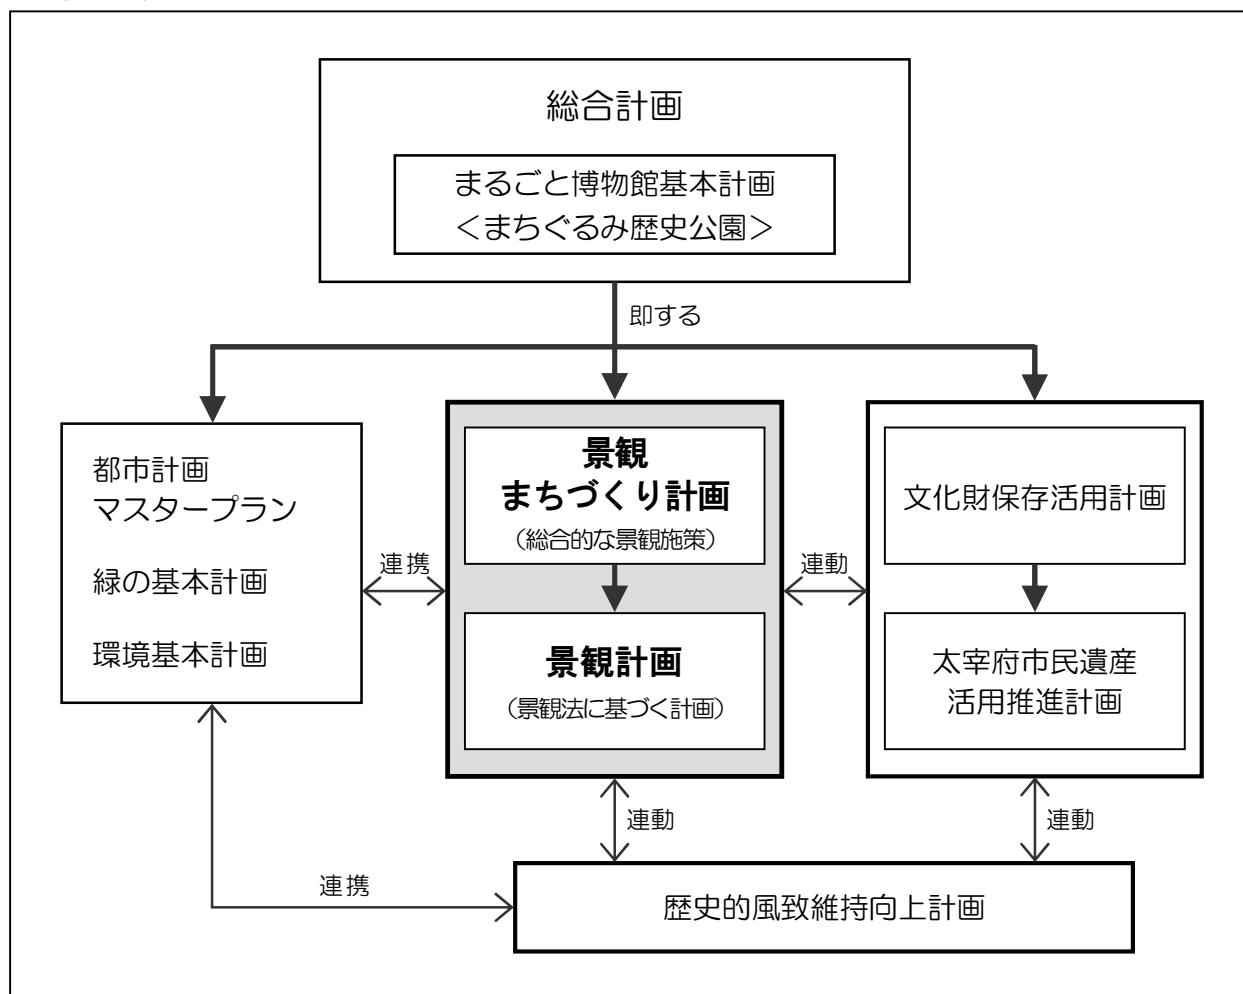 総合計画
まるごと博物館基本計画
＜まちぐるみ歴史公園＞
即する
都市計画
マスタープラン
緑の基本計画
環境基本計画
連携
景観
まちづくり計画
（総合的な景観施策）
景観計画
（景観法に基づく計画）
連動
文化財保存活用計画
太宰府市民遺産
活用推進計画
連動
連動
連携
歴史的風致維持向上計画